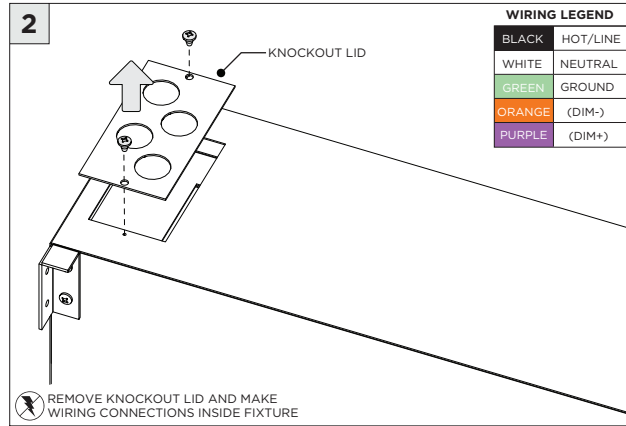 2
KNOCKOUT LID
WIRING LEGEND
BLACK HOT/LINE
WHITE NEUTRAL
GREEN GROUND
ORANGE (DIM-)
PURPLE (DIM+)
REMOVE KNOCKOUT LID AND MAKE
WIRING CONNECTIONS INSIDE FIXTURE